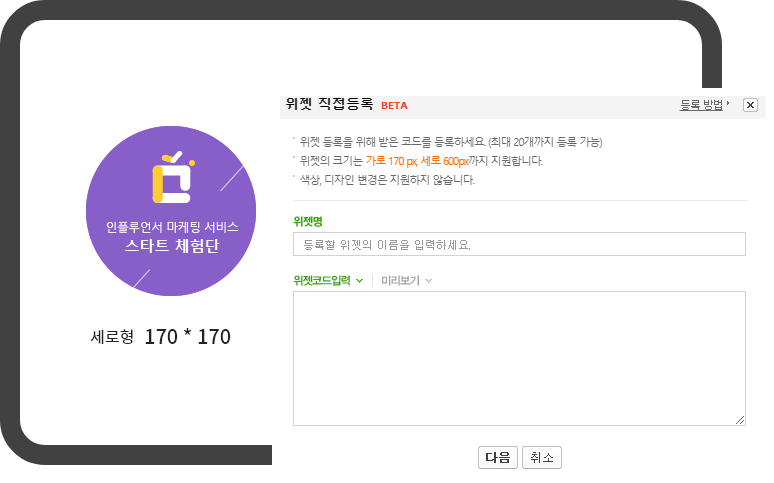 인플루언서 마케팅 서비스
스타트 체험단
세로형 170 * 170
위젯 직접등록 BETA
등록 방법
위젯 등록을 위해 받은 코드를 등록하세요. (최대 20개까지 등록 가능)
위젯의 크기는 가로 170 px, 세로 600px까지 지원합니다.
색상, 디자인 변경은 지원하지 않습니다.
위젯명
등록할 위젯의 이름을 입력하세요.
위젯코드입력 미리보기
다음 취소